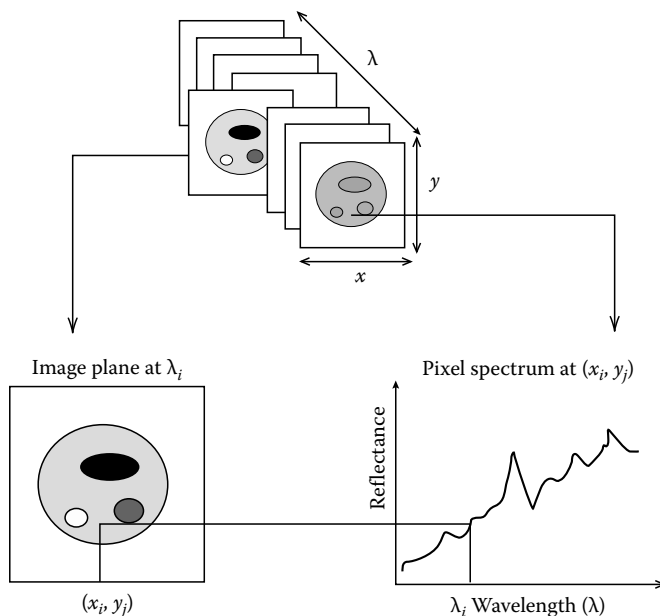 λ
y
x
Image plane at λi
Pixel spectrum at (xi, yj)
Reflectance
(xi, yj)
λi Wavelength (λ)